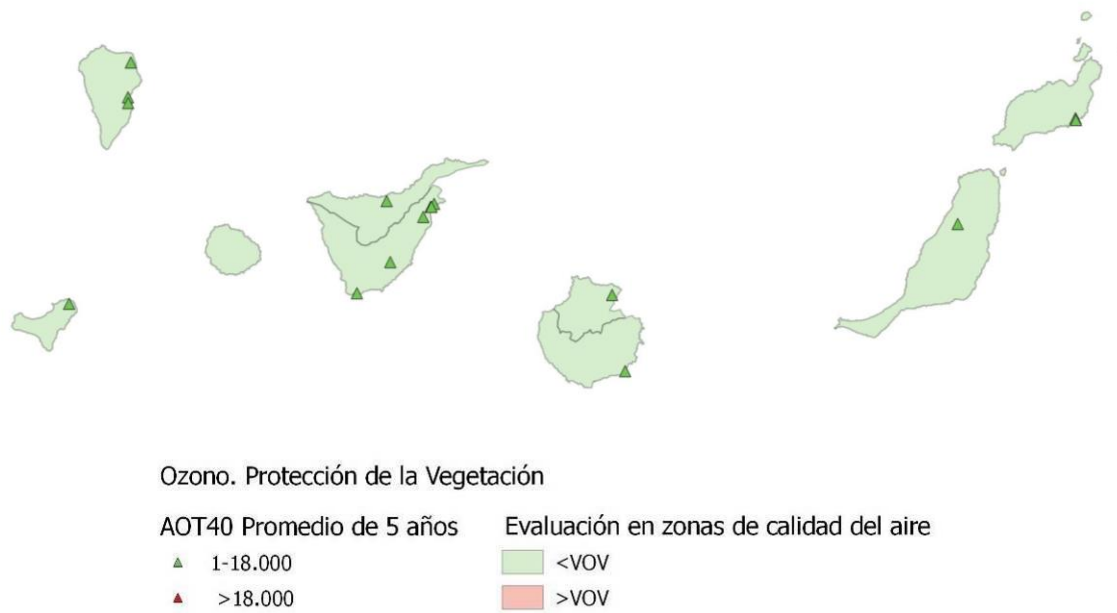 Ozono. Protección de la Vegetación
AOT40 Promedio de 5 años
1-18.000
>18.000
Evaluación en zonas de calidad del aire
<VOV
>VOV